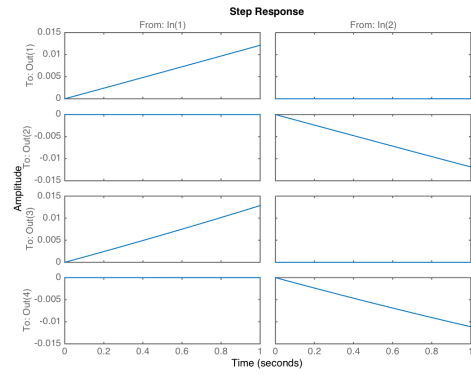 Step Response
From: In(1) From: In(2)
0.015
0.01
0.005
0
To: Out(1)
0
-0.005
-0.01
-0.015
To: Out(2)
Amplitude
0.015
0.01
0.005
0
To: Out(3)
0
-0.005
-0.01
-0.015
To: Out(4)
0 0.2 0.4 0.6 0.8 1 0 0.2 0.4 0.6 0.8 1
Time (seconds)